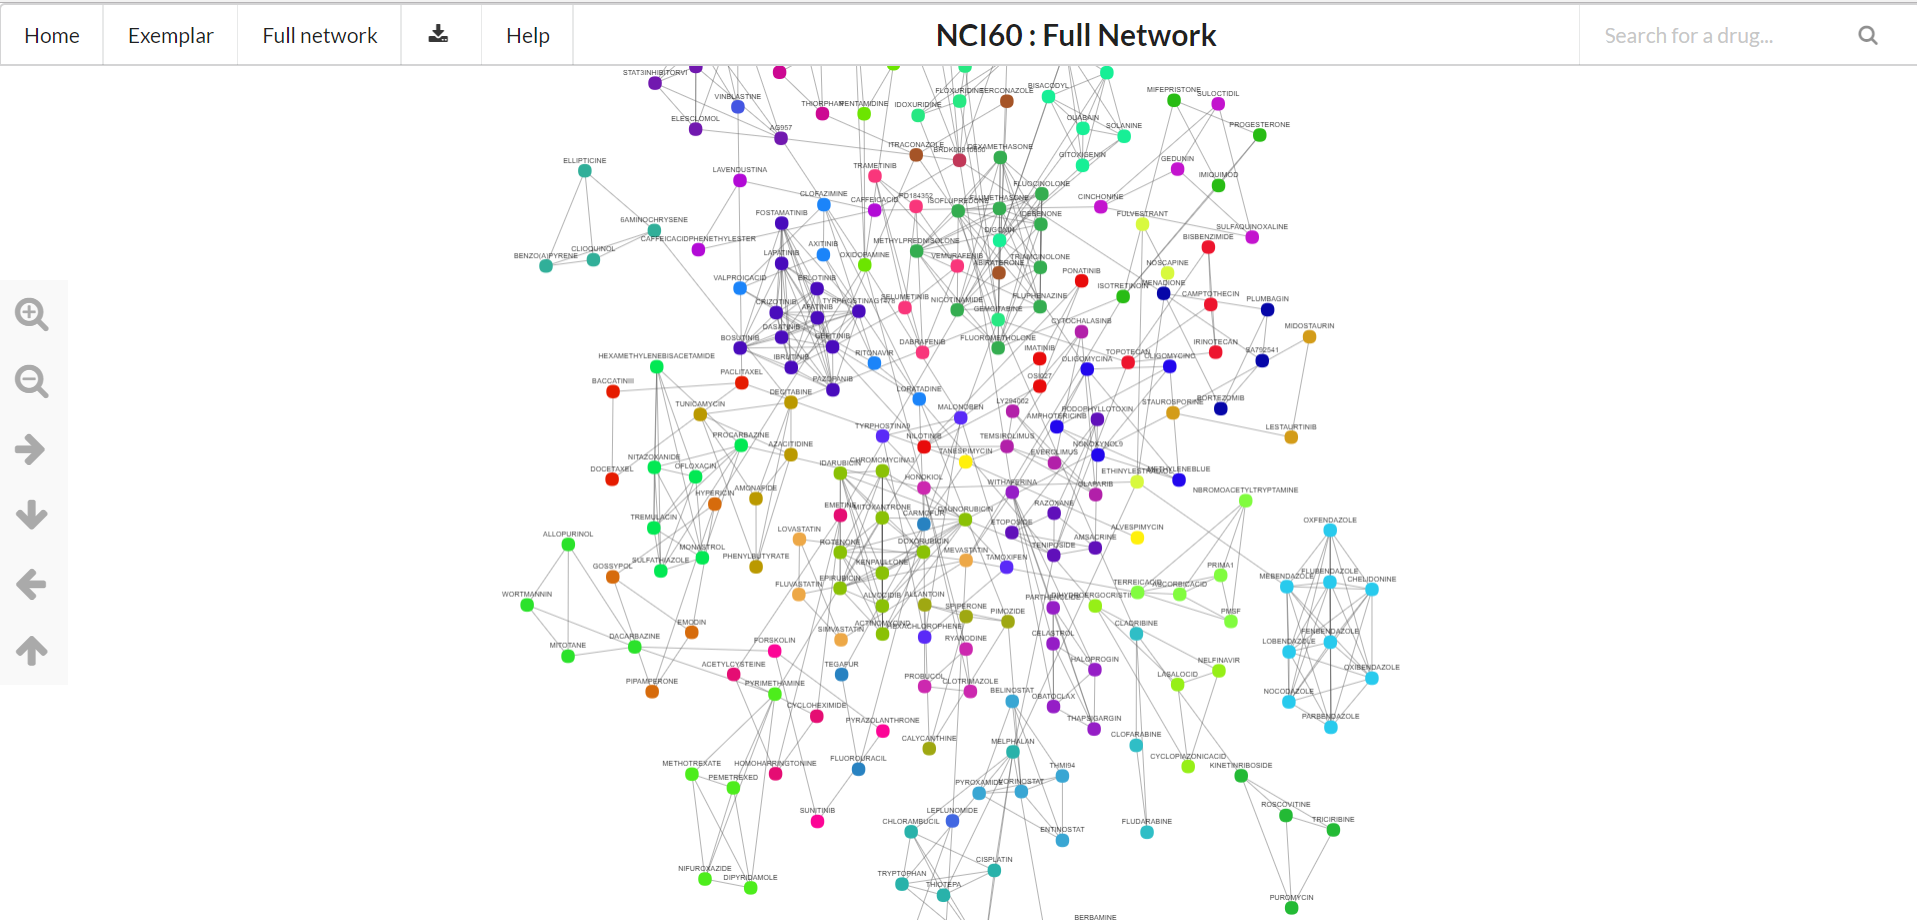 Home
Exemplar
Full network
Help
NCI60 : Full Network
Search for a drug...
STAT3INHIBITORVI
VINBLASTINE
THIORPHAN
PENTAMIDINE
IDOXURIDINE
FLOXURIDINE
TERCONAZOLE
BISACODYL
MIFEPRISTONE
SULOCTIDIL
ELESCLOMOL
AG957
OUABAIN
SOLANINE
PROGESTERONE
ITRACONAZOLE
DEXAMETHASONE
GITOXIGENIN
GEDUNIN
ELLIPTICINE
LAVENDUSTINA
TRAMETINIB
IMIQUIMOD
CLOFAZIMINE
PD184352
FLUOCINOLONE
CAFFEICACID
ISOFLUPREDONE
FLUMETHASONE
CINCHONINE
FOSTAMATINIB
IDEBENONE
FULVESTRANT
6AMINOCHRYSENE
DIGOXIN
SULFAQUINOXALINE
CAFFEICACIDPHENETHYLESTER
AXITINIB
METHYLPREDNISOLONE
BISBENZIMIDE
CLIOQUINOL
BENZO(A)PYRENE
LAPATINIB
OXIDOPAMINE
VEMURAFENIB
ABIRATERONE
TRIAMCINOLONE
NOSCAPINE
VALPROICACID
ERLOTINIB
PONATINIB
MENADIONE
ISOTRETINOIN
CRIZOTINIB
TYRPHOSTINAG1478
SELUMETINIB
NICOTINAMIDE
FLUPHENAZINE
CAMPTOTHECIN
PLUMBAGIN
AFATINIB
GEMCITABINE
CYTOCHALASINB
MIDOSTAURIN
BOSUTINIB
DASATINIB
GEFITINIB
DABRAFENIB
FLUOROMETHOLONE
IMATINIB
TOPOTECAN
OLIGOMYCINA
OLIGOMYCINC
IRINOTECAN
HEXAMETHYLENEBISACETAMIDE
IBRUTINIB
RITONAVIR
PACLITAXEL
BACCATINIII
PAZOPANIB
LORATADINE
OSI027
DECITABINE
TUNICAMYCIN
MALONOBEN
LY294002
AMPHOTERICINB
PODOPHYLLOTOXIN
STAUROSPORINE
BORTEZOMIB
TYRPHOSTINA9
NILOTINIB
TEMSIROLIMUS
LESTAURTINIB
PROCARBAZINE
AZACITIDINE
TANESPIMYCIN
EVEROLIMUS
NONOXYNOL9
NITAZOXANIDE
OFLOXACIN
IDARUBICIN
CHROMOMYCINA3
DOCETAXEL
HONOKIOL
WITHAFERINA
OLAPARIB
METHYLENEBLUE
AMONAFIDE
HYPERICIN
NBROMOACETYLTRYPTAMINE
EMETINE
MITOXANTRONE
CARMOFUR
DAUNORUBICIN
RAZOXANE
TREMULACIN
LOVASTATIN
ETOPOSIDE
ALVESPIMYCIN
OXFENDAZOLE
ALLOPURINOL
MONASTROL
SULFATHIAZOLE
PHENYLBUTYRATE
ROTENONE
DOXORUBICIN
MEVASTATIN
TENIPOSIDE
AMSACRINE
TAMOXIFEN
GOSSYPOL
KENPAULLONE
PRIMA1
MEBENDAZOLE
FLUBENDAZOLE
CHELIDONINE
FLUVASTATIN
EPIRUBICIN
TERREICACID
ASCORBICACID
WORTMANNIN
ALVOCIDIB
ALLANTOIN
PARTHENOLIDE
DIHYDROERGOCRISTINE
SPIPERONE
PIMOZIDE
PMSF
EMODIN
SIMVASTATIN
ACTINOMYCIND
HEXACHLOROPHENE
CLADRIBINE
FENBENDAZOLE
MITOTANE
DACARBAZINE
FORSKOLIN
RYANODINE
CELASTROL
LOBENDAZOLE
ACETYLCYSTEINE
TEGAFUR
HALOPROGIN
NELFINAVIR
OXIBENDAZOLE
PIPAMPERONE
PYRIMETHAMINE
PROBUCOL
CLOTRIMAZOLE
LASALOCID
BELINOSTAT
OBATOCLAX
NOCODAZOLE
CYCLOHEXIMIDE
PYRAZOLANTHRONE
THAPSIGARGIN
PARBENDAZOLE
CALYCANTHINE
MELPHALAN
CLOFARABINE
METHOTREXATE
HOMOHARRINGTONINE
FLUOROURACIL
CYCLOPIAZONICACID
PEMETREXED
THMI94
KINETINRIBOSIDE
PYROXAMIDE
VORINOSTAT
SUNITINIB
LEFLUNOMIDE
ROSCOVITINE
CHLORAMBUCIL
ENTINOSTAT
FLUDARABINE
TRICIRIBINE
NIFUROXAZIDE
DIPYRIDAMOLE
CISPLATIN
TRYPTOPHAN
THIOTEPA
PUROMYCIN
BERBAMINE